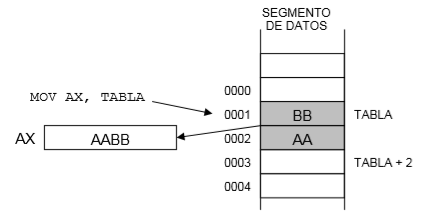 SEGMENTO
DE DATOS
0000
MOV AX, TABLA
0001 BB TABLA
AX AABB 0002 AA
0003 TABLA + 2
0004